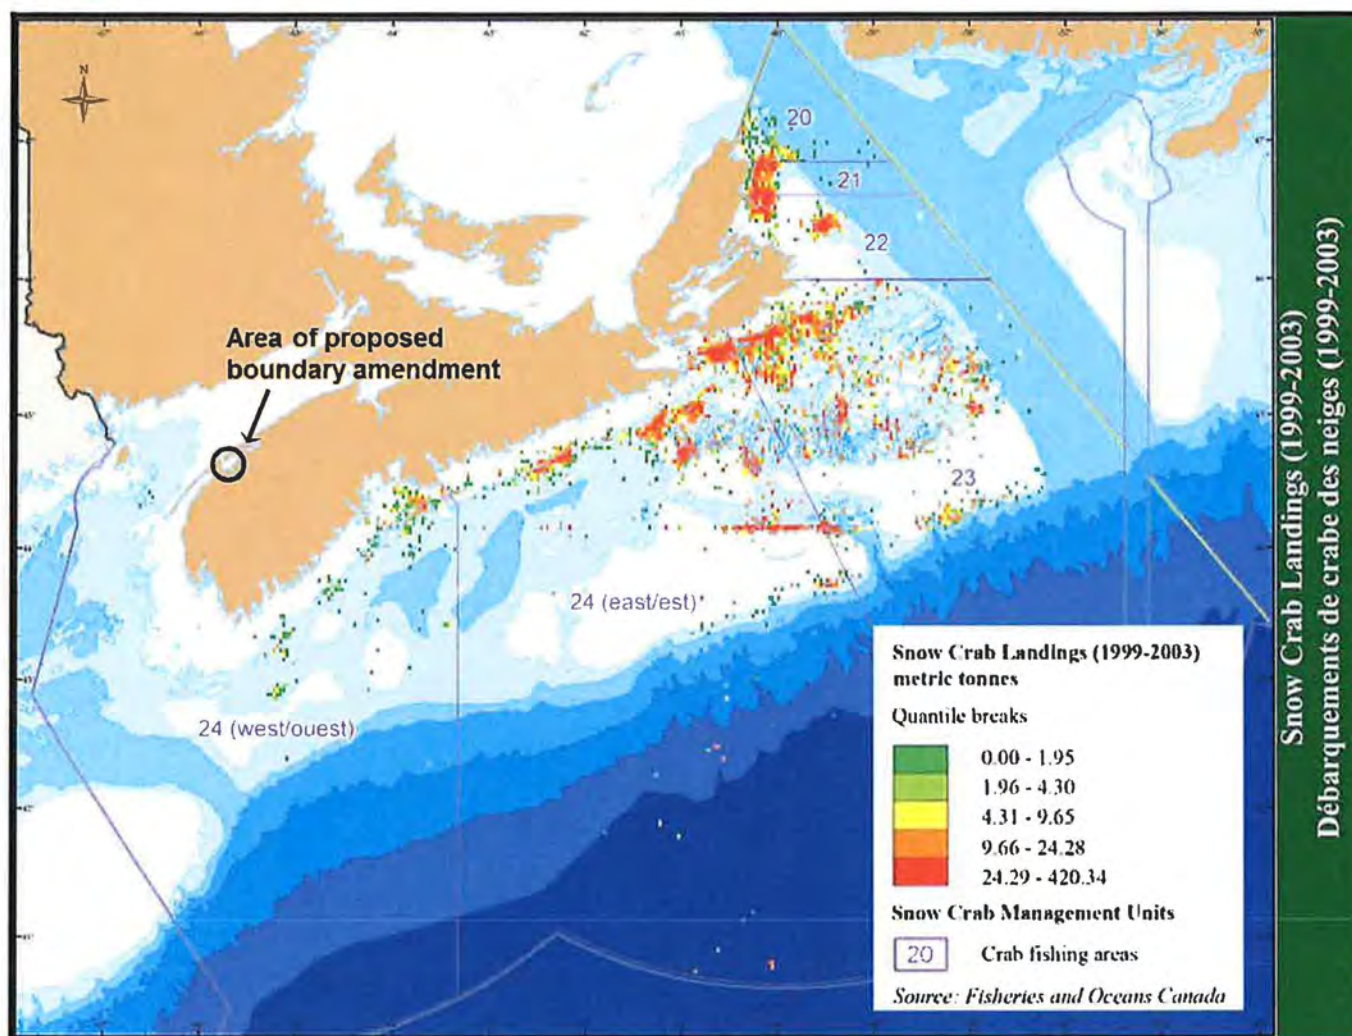 N
20
21
22
Area of proposed
boundary amendment
23
24 (east/est)*
24 (west/ouest)
Snow Crab Landings (1999-2003)
metric tonnes
Quantile breaks
0.00 - 1.95
1.96 - 4.30
4.31 - 9.65
9.66 - 24.28
24.29 - 420.34
Snow Crab Management Units
20 Crab fishing areas
Source: Fisheries and Oceans Canada
Snow Crab Landings (1999-2003)
Débarquements de crabe des neiges (1999-2003)